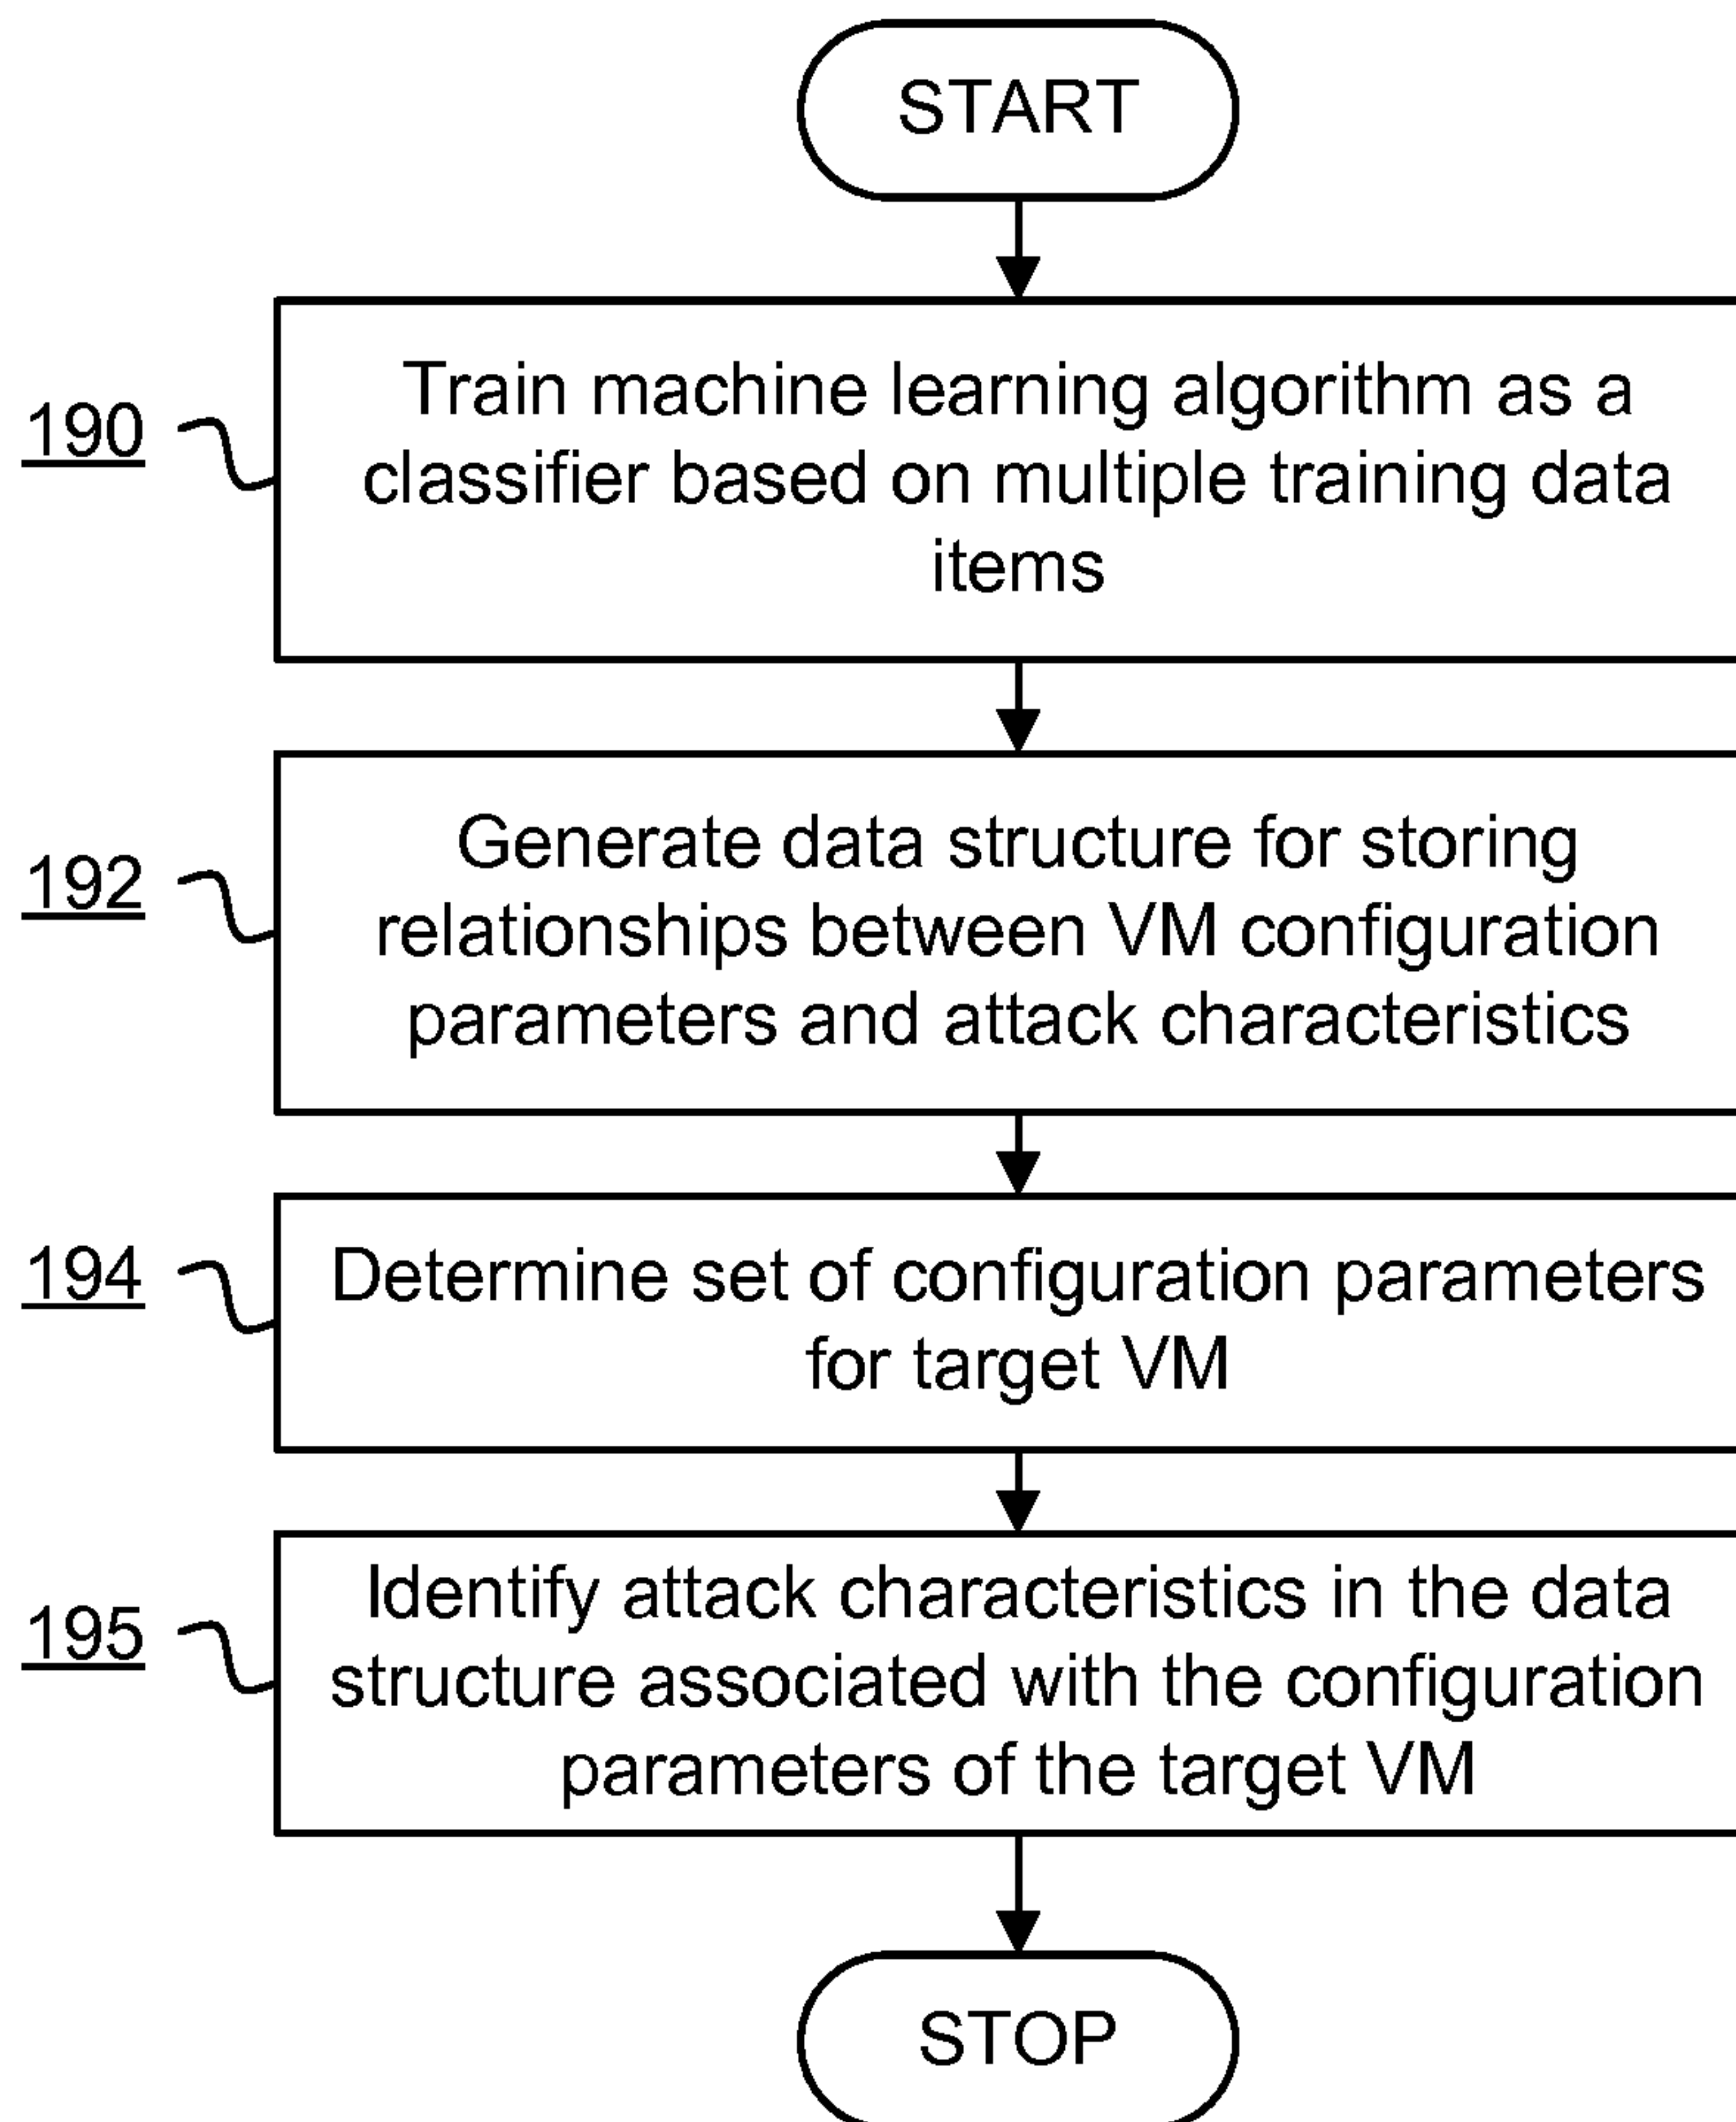 START
190
Train machine learning algorithm as a
classifier based on multiple training data
items
192
Generate data structure for storing
relationships between VM configuration
parameters and attack characteristics
194
Determine set of configuration parameters
for target VM
195
Identify attack characteristics in the data
structure associated with the configuration
parameters of the target VM
STOP